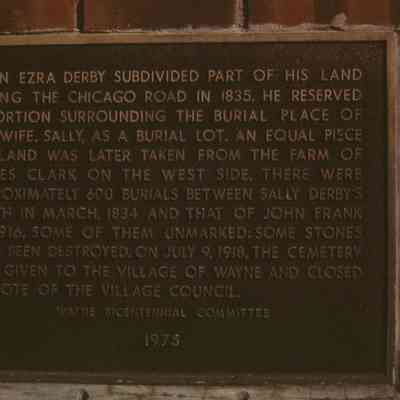 N EZRA DERBY SUBDIVIDED PART OF HIS LAND
NG THE CHICAGO ROAD IN 1835, HE RESERVED
ORTION SURROUNDING THE BURIAL PLACE OF
WIFE, SALLY, AS A BURIAL LOT. AN EQUAL PIECE
LAND WAS LATER TAKEN FROM THE FARM OF
ES CLARK ON THE WEST SIDE. THERE WERE
OXIMATELY 600 BURIALS BETWEEN SALLY DERBY'S
TH IN MARCH, 1834 AND THAT OF JOHN FRANK
916, SOME OF THEM UNMARKED; SOME STONES
BEEN DESTROYED. ON JULY 9, 1918, THE CEMETERY
GIVEN TO THE VILLAGE OF WAYNE AND CLOSED
OTE OF THE VILLAGE COUNCIL.
WAYNE BICENTENNIAL COMMITTEE
1975